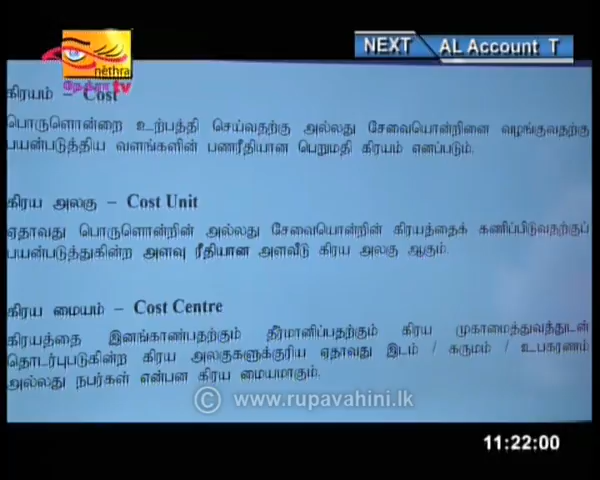 NEXT AL Account T
nēthra
நேத்ரா tv
கிரயம் – Cost
பொருளொன்றை உற்பத்தி செய்வதற்கு அல்லது சேவையொன்றினை வழங்குவதற்கு
பயன்படுத்திய வளங்களின் பணரீதியான பெறுமதி கிரயம் எனப்படும்.
கிரய அலகு – Cost Unit
ஏதாவது பொருளொன்றின் அல்லது சேவையொன்றின் கிரயத்தைக் கணிப்பிடுவதற்குப்
பயன்படுத்துகின்ற அளவு ரீதியான அளவீடு கிரய அலகு ஆகும்.
கிரய மையம் – Cost Centre
கிரயத்தை இனங்காண்பதற்கும் தீர்மானிப்பதற்கும் கிரய முகாமைத்துவத்துடன்
தொடர்புபடுகின்ற கிரய அலகுகளுக்குரிய ஏதாவது இடம் / கருமம் / உபகரணம்
அல்லது நபர்கள் என்பன கிரய மையமாகும்.
© www.rupavahini.lk
11:22:00